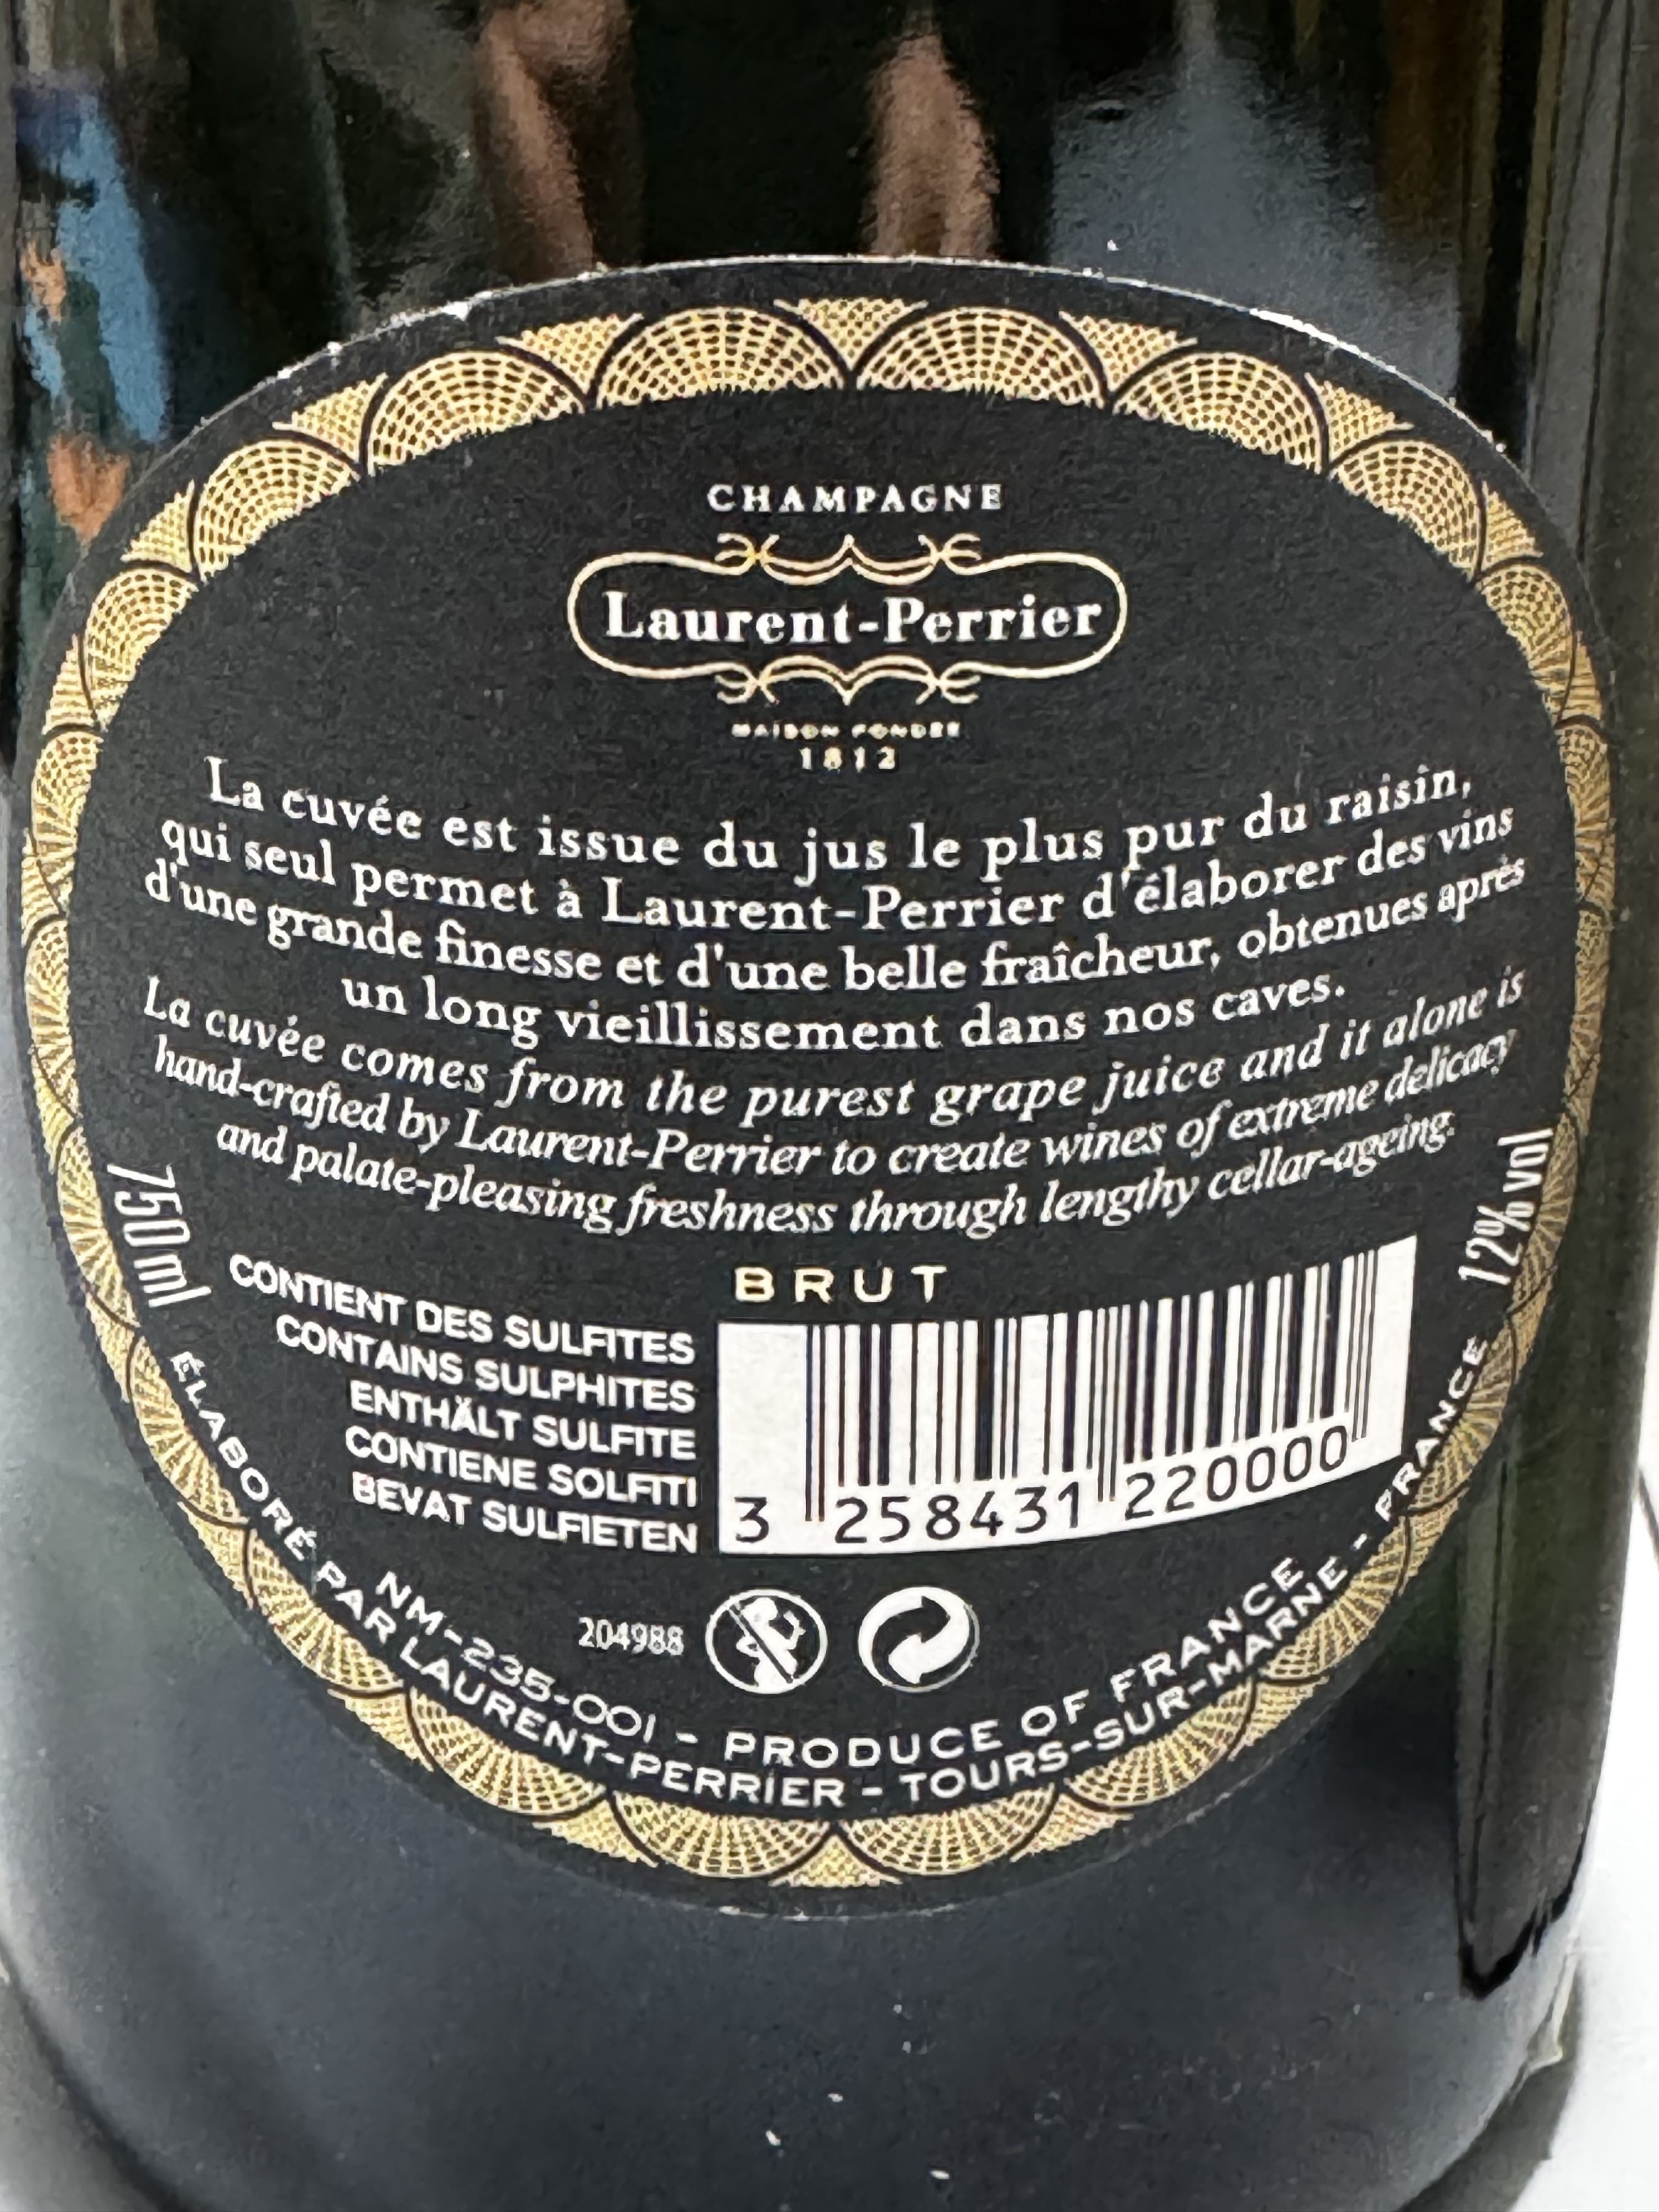 CHAMPAGNE
Laurent-Perrier
MAISON FONDÉE
1812
La cuvée est issue du jus le plus pur du raisin,
qui seul permet à Laurent-Perrier d'élaborer des vins
d'une grande finesse et d'une belle fraîcheur, obtenues après
un long vieillissement dans nos caves.
La cuvée comes from the purest grape juice and it alone is
hand-crafted by Laurent-Perrier to create wines of extreme delicacy
and palate-pleasing freshness through lengthy cellar-ageing.
750 ml
12% vol
BRUT
CONTIENT DES SULFITES
CONTAINS SULPHITES
ENTHÄLT SULFITE
CONTIENE SOLFITI
BEVAT SULFIETEN
3 258431 220000
204988
NM-235-001 - PRODUCE OF FRANCE
ÉLABORÉ PAR LAURENT-PERRIER - TOURS-SUR-MARNE - FRANCE